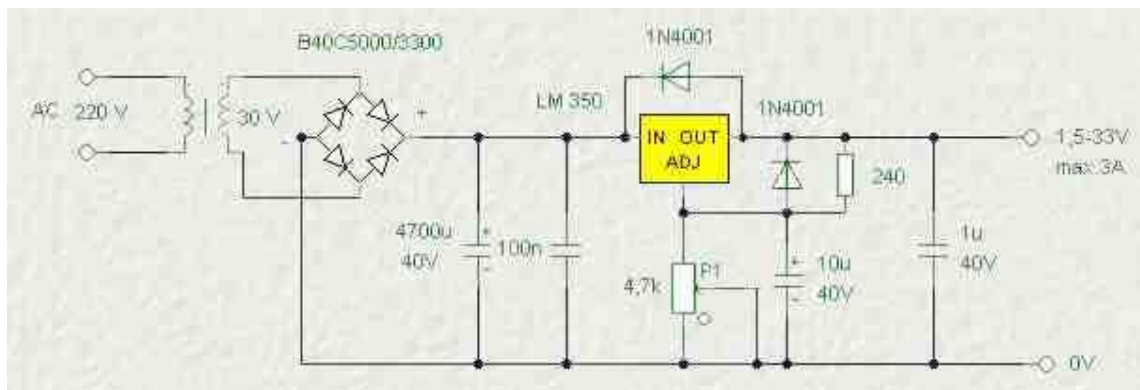 B40C5000/3300
1N4001
AC 220 V
30 V
+
-
LM 350
1N4001
IN OUT
ADJ
1,5-33V
max.3A
240
4700u
40V
+
-
100n
4,7k
P1
+
-
10u
40V
1u
40V
0V